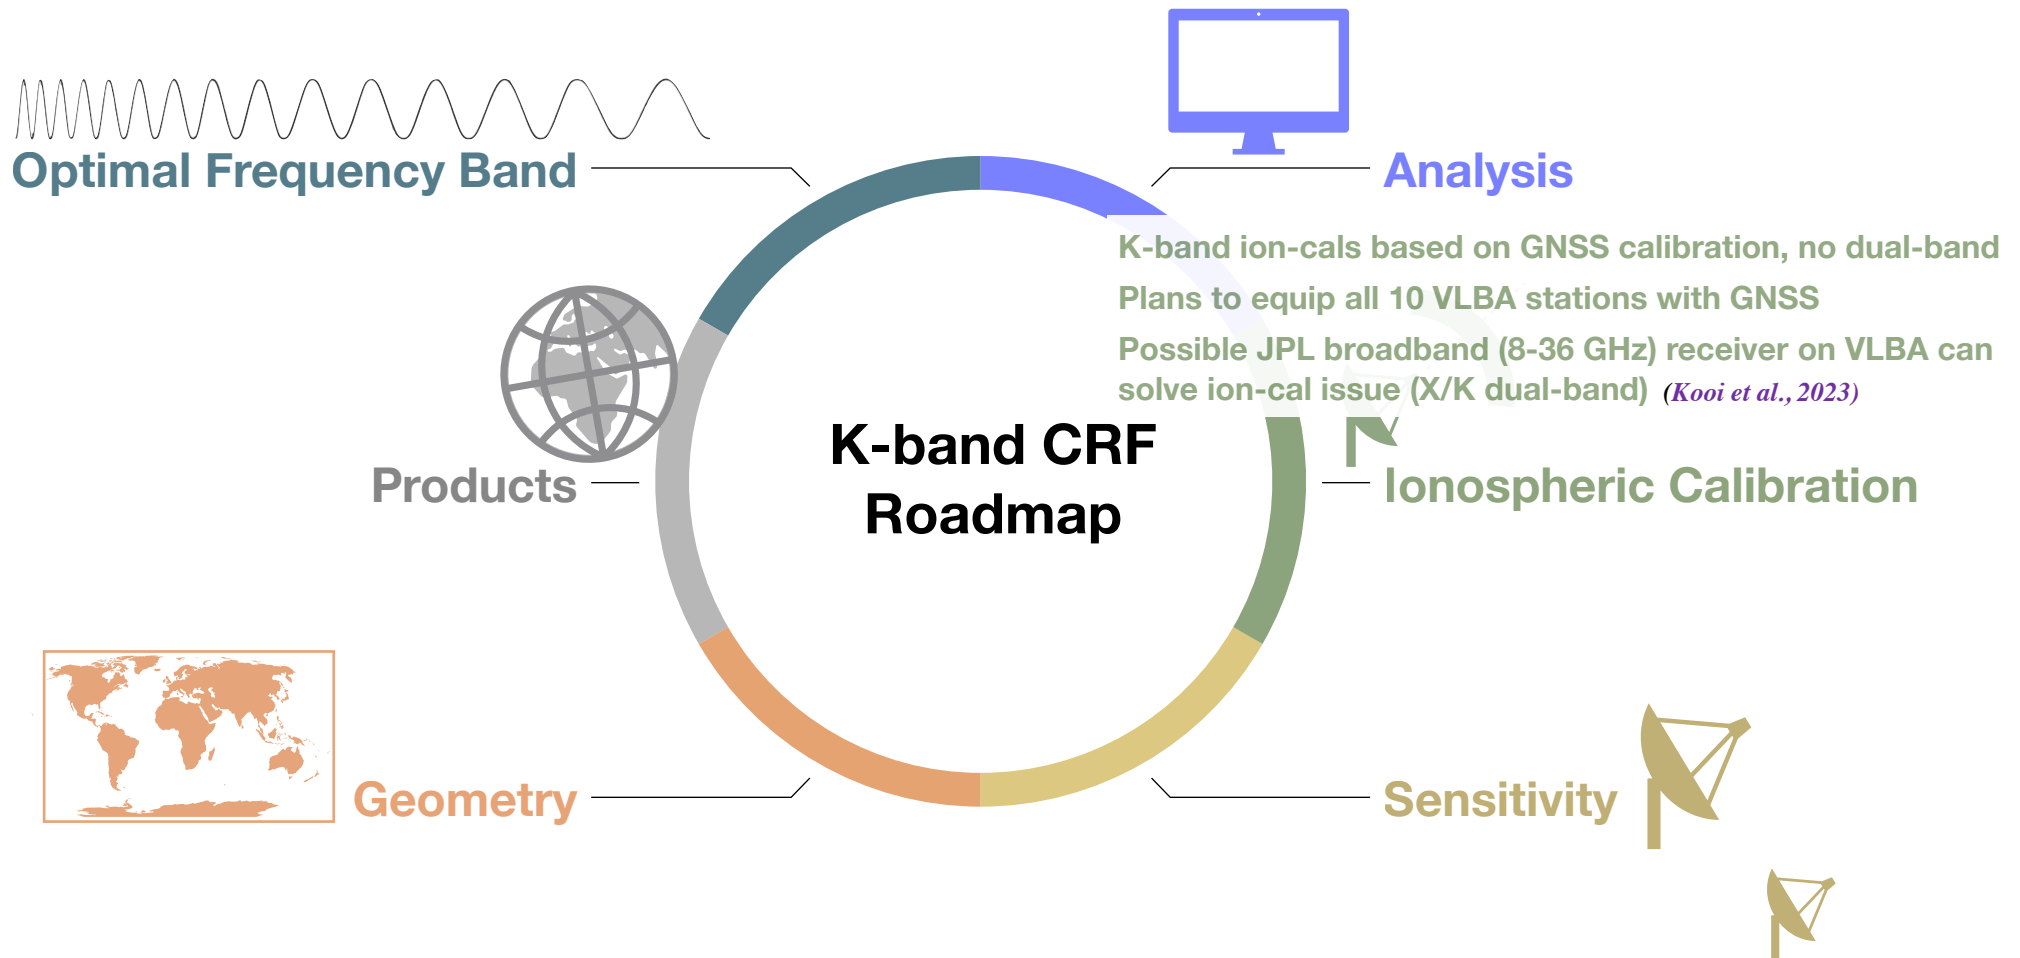 Optimal Frequency Band
Analysis
K-band ion-cals based on GNSS calibration, no dual-band
Plans to equip all 10 VLBA stations with GNSS
Possible JPL broadband (8-36 GHz) receiver on VLBA can
solve ion-cal issue (X/K dual-band) (Kooi et al., 2023)
K-band CRF
Roadmap
Products
Ionospheric Calibration
Geometry
Sensitivity